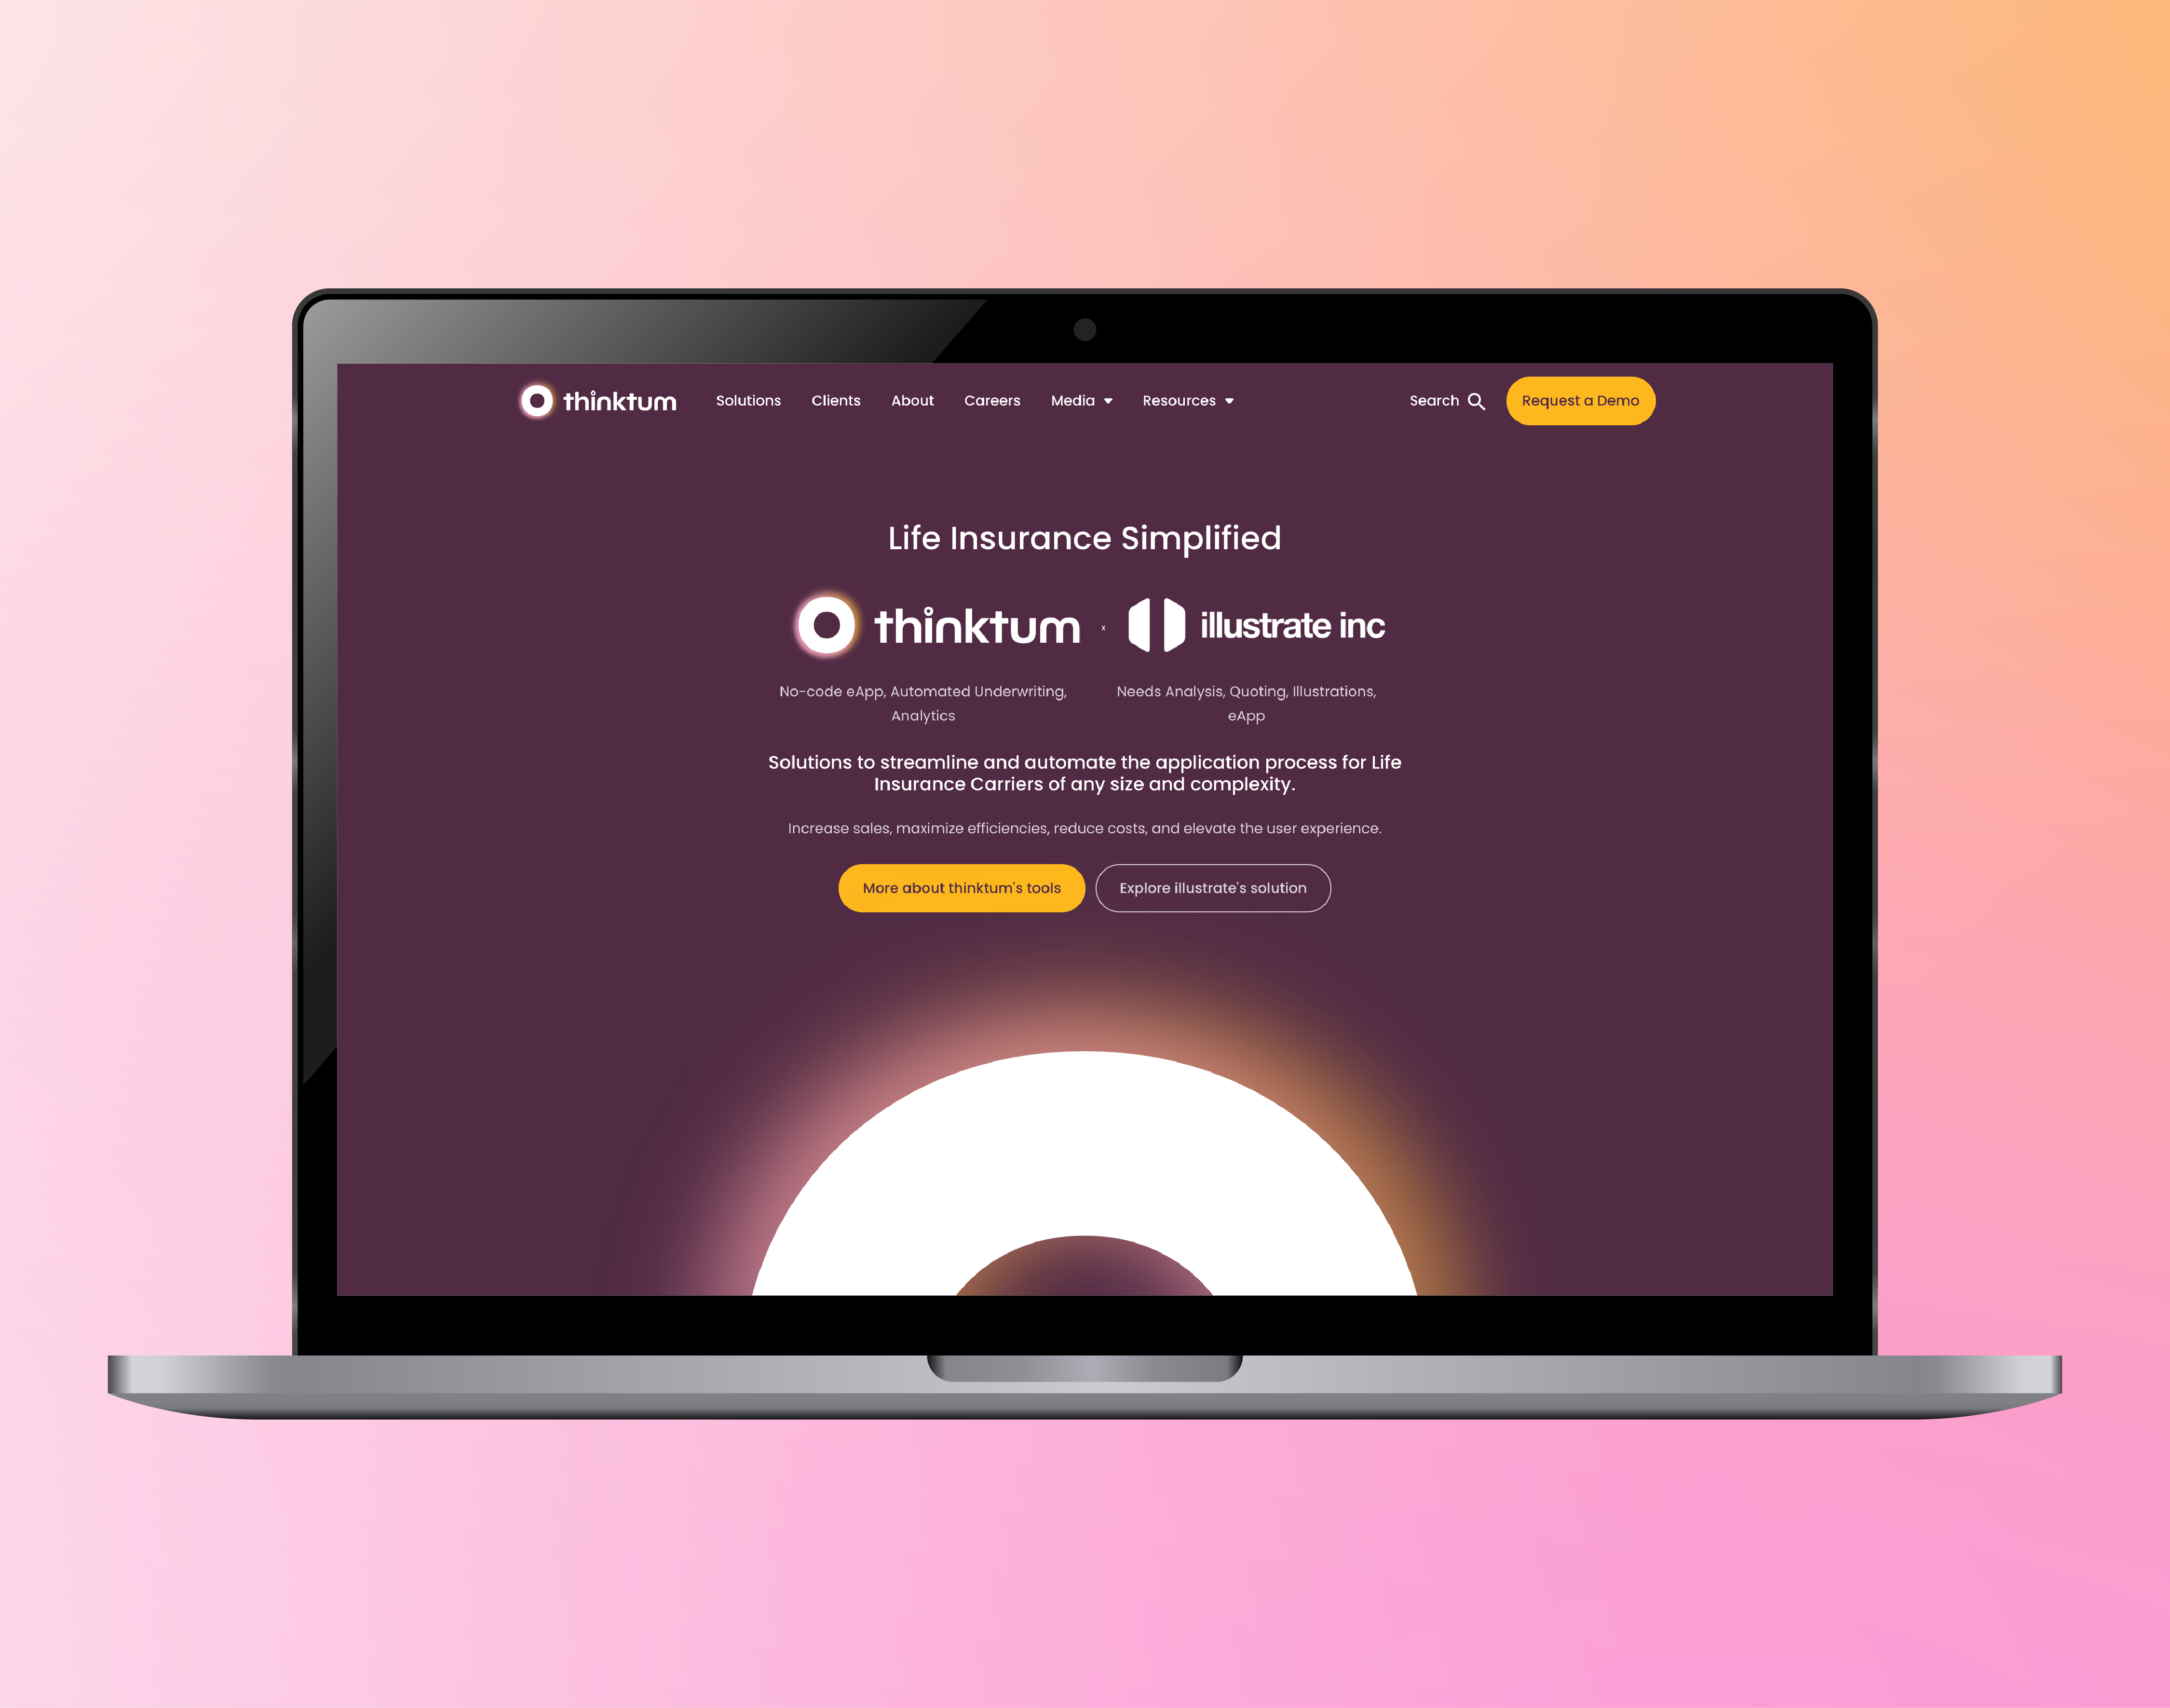 thinktum Solutions Clients About Careers Media Resources Search Request a Demo
Life Insurance Simplified
thinktum x illustrate inc
No-code eApp, Automated Underwriting,
Analytics
Needs Analysis, Quoting, Illustrations,
eApp
Solutions to streamline and automate the application process for Life
Insurance Carriers of any size and complexity.
Increase sales, maximize efficiencies, reduce costs, and elevate the user experience.
More about thinktum's tools
Explore illustrate's solution